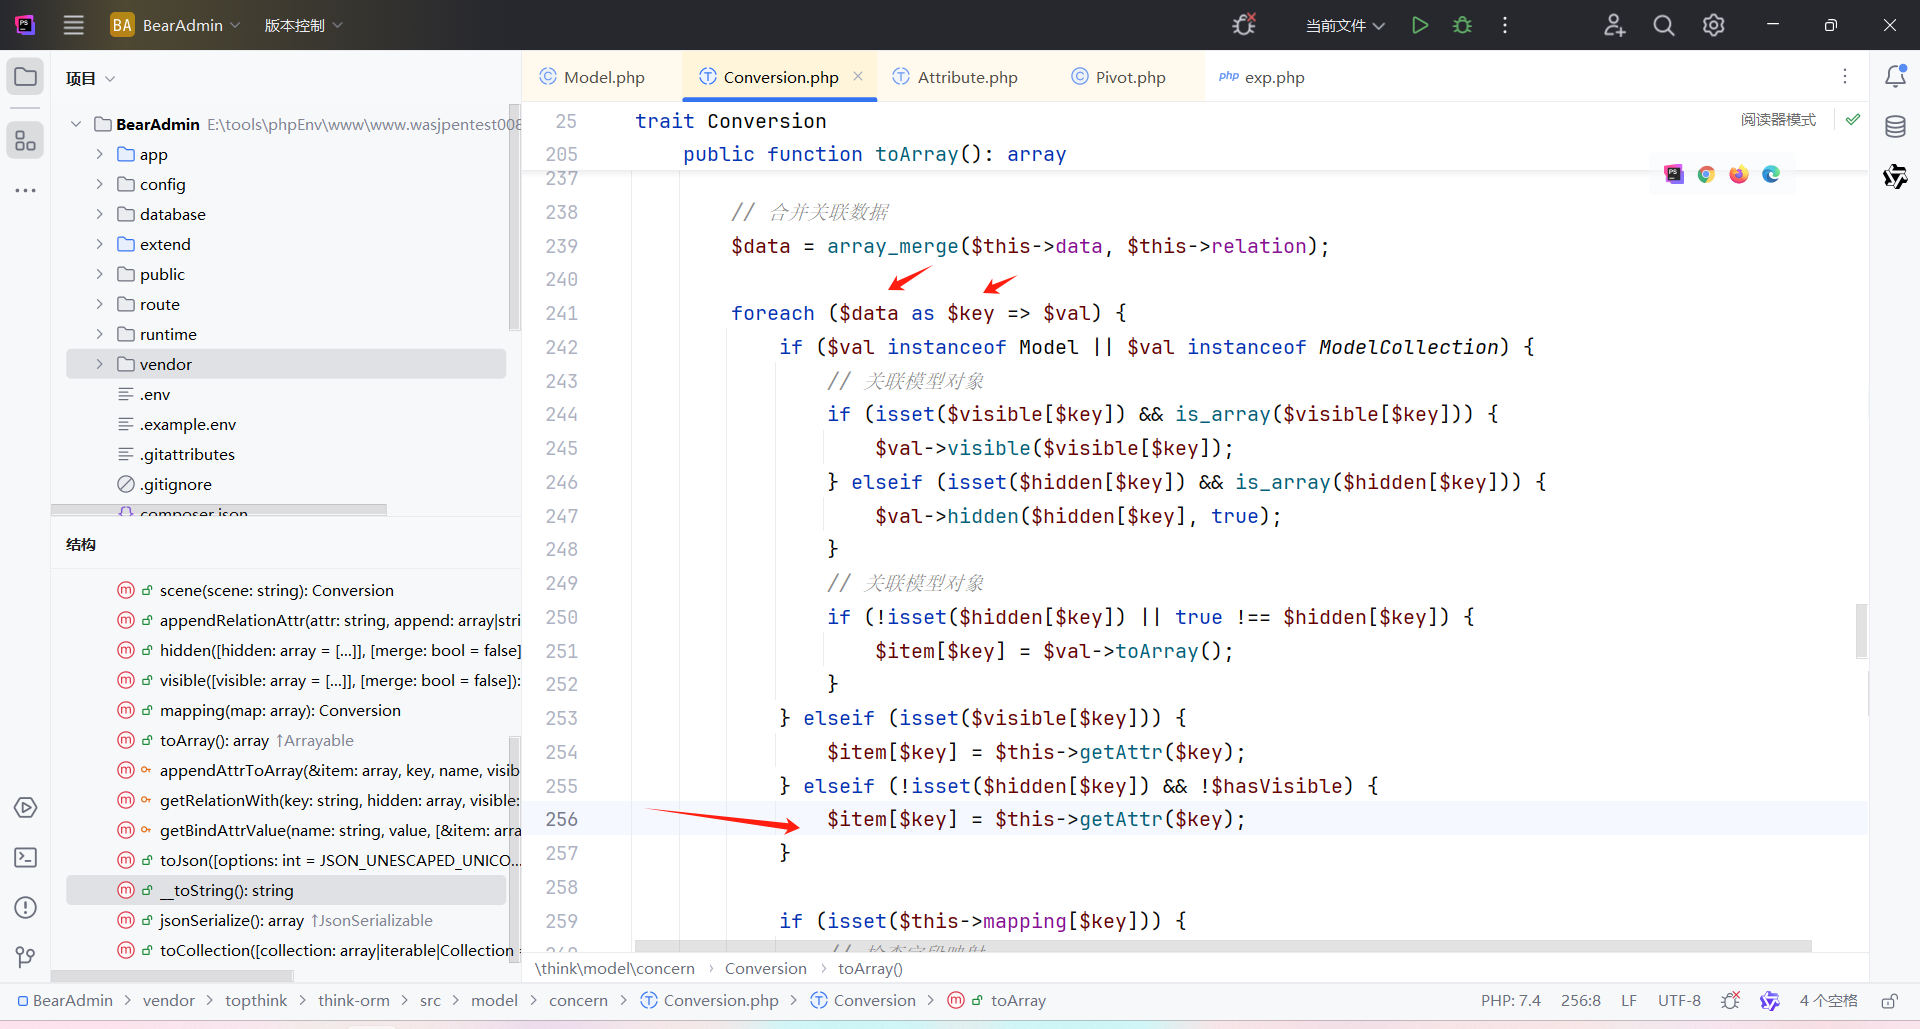 PS
BA BearAdmin 版本控制
当前文件
项目
Model.php
Conversion.php
Attribute.php
Pivot.php
php exp.php
BearAdmin E:\tools\phpEnv\www\www.wasjpentest008
app
config
database
extend
public
route
runtime
vendor
.env
.example.env
.gitattributes
.gitignore
composer.json
结构
scene(scene: string): Conversion
appendRelationAttr(attr: string, append: array|stri
hidden([hidden: array = [...]], [merge: bool = false]
visible([visible: array = [...]], [merge: bool = false]):
mapping(map: array): Conversion
toArray(): array ↑Arrayable
appendAttrToArray(&item: array, key, name, visib
getRelationWith(key: string, hidden: array, visible:
getBindAttrValue(name: string, value, [&item: arra
toJson([options: int = JSON_UNESCAPED_UNICO...
__toString(): string
jsonSerialize(): array ↑JsonSerializable
toCollection([collection: array|iterable|Collection =
阅读器模式
25 trait Conversion
205 public function toArray(): array
237
238 // 合并关联数据
239 $data = array_merge($this->data, $this->relation);
240
241 foreach ($data as $key => $val) {
242 if ($val instanceof Model || $val instanceof ModelCollection) {
243 // 关联模型对象
244 if (isset($visible[$key]) && is_array($visible[$key])) {
245 $val->visible($visible[$key]);
246 } elseif (isset($hidden[$key]) && is_array($hidden[$key])) {
247 $val->hidden($hidden[$key], true);
248 }
249 // 关联模型对象
250 if (!isset($hidden[$key]) || true !== $hidden[$key]) {
251 $item[$key] = $val->toArray();
252 }
253 } elseif (isset($visible[$key])) {
254 $item[$key] = $this->getAttr($key);
255 } elseif (!isset($hidden[$key]) && !$hasVisible) {
256 $item[$key] = $this->getAttr($key);
257 }
258
259 if (isset($this->mapping[$key])) {
260 // 检查字段映射
\think\model\concern › Conversion › toArray()
BearAdmin > vendor > topthink > think-orm > src > model > concern > Conversion.php > Conversion > toArray
PHP: 7.4 256:8 LF UTF-8 4 个空格